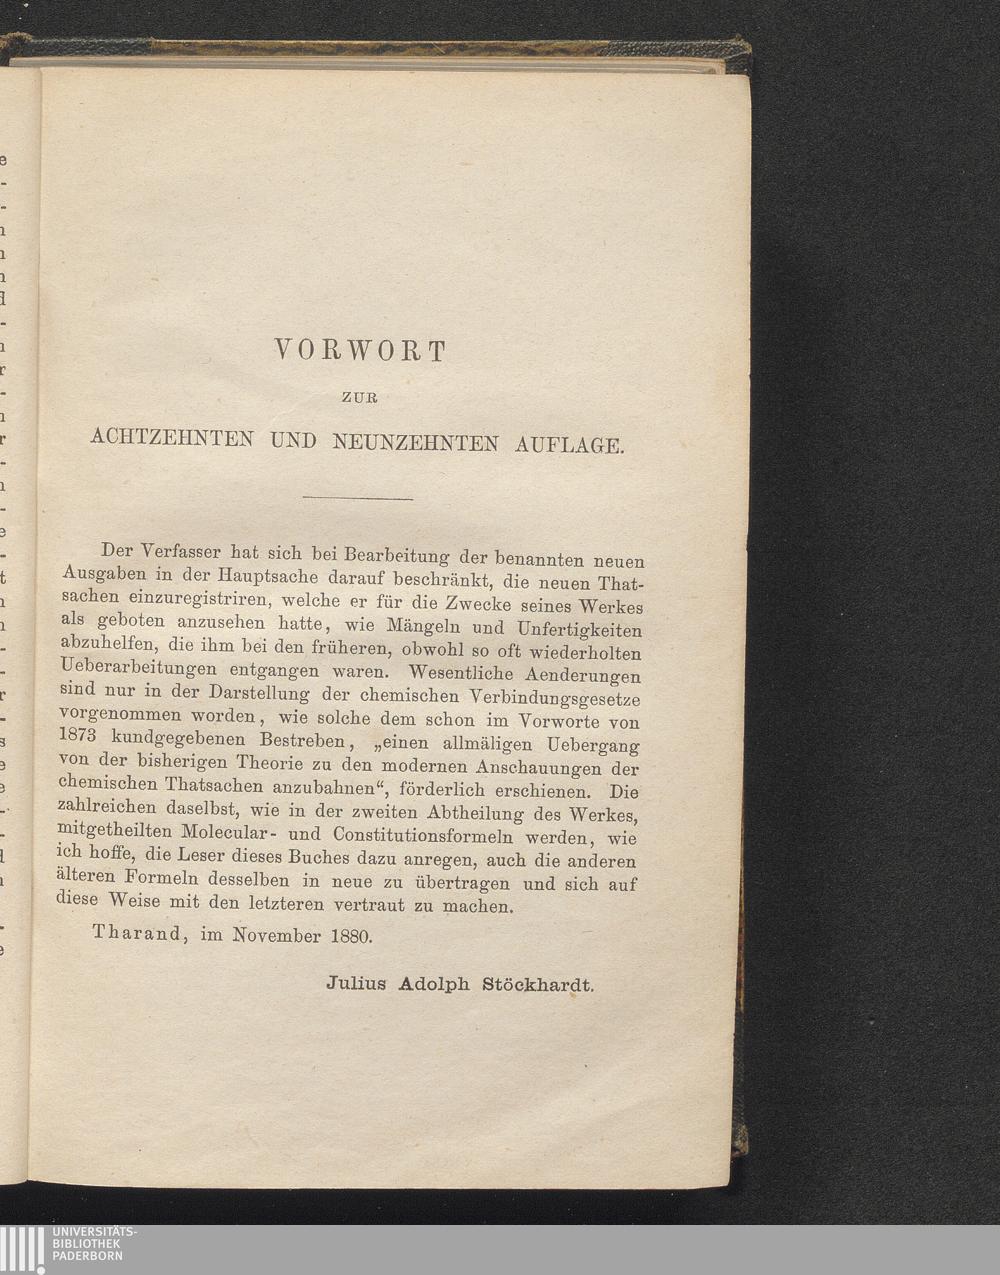 VORWORT
ZUR
ACHTZEHNTEN UND NEUNZEHNTEN AUFLAGE.
Der Verfasser hat sich bei Bearbeitung der benannten neuen
Ausgaben in der Hauptsache darauf beschränkt, die neuen That-
sachen einzuregistriren, welche er für die Zwecke seines Werkes
als geboten anzusehen hatte, wie Mängeln und Unfertigkeiten
abzuhelfen, die ihm bei den früheren, obwohl so oft wiederholten
Ueberarbeitungen entgangen waren. Wesentliche Aenderungen
sind nur in der Darstellung der chemischen Verbindungsgesetze
vorgenommen worden, wie solche dem schon im Vorworte von
1873 kundgegebenen Bestreben, „einen allmäligen Uebergang
von der bisherigen Theorie zu den modernen Anschauungen der
chemischen Thatsachen anzubahnen“, förderlich erschienen. Die
zahlreichen daselbst, wie in der zweiten Abtheilung des Werkes,
mitgetheilten Molecular- und Constitutionsformeln werden, wie
ich hoffe, die Leser dieses Buches dazu anregen, auch die anderen
älteren Formeln desselben in neue zu übertragen und sich auf
diese Weise mit den letzteren vertraut zu machen.
Tharand, im November 1880.
Julius Adolph Stöckhardt.
UNIVERSITÄTS-
BIBLIOTHEK
PADERBORN